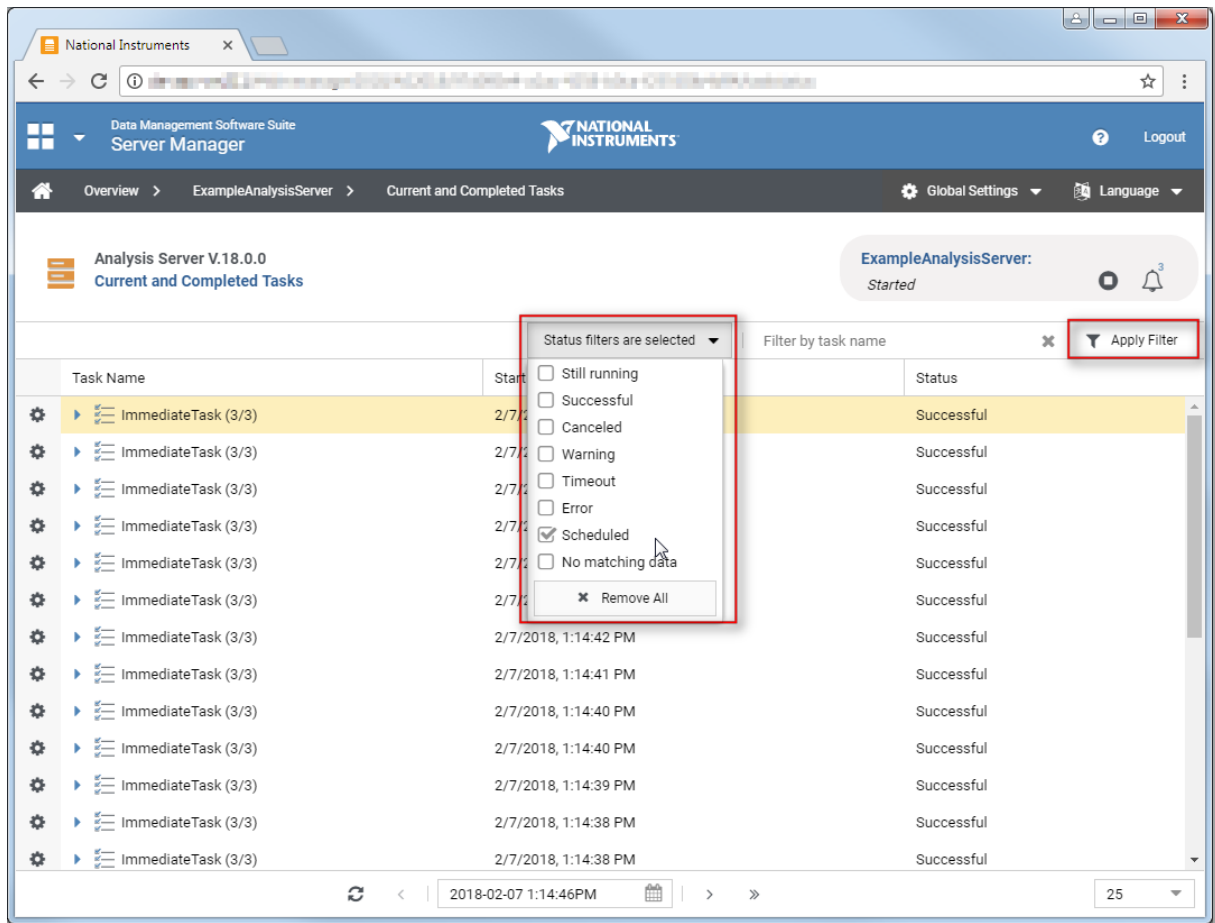 National Instruments
Data Management Software Suite
Server Manager
NATIONAL
INSTRUMENTS
Logout
Overview > ExampleAnalysisServer > Current and Completed Tasks
Global Settings
Language
Analysis Server V.18.0.0
Current and Completed Tasks
ExampleAnalysisServer:
Started
3
Status filters are selected
Filter by task name
Apply Filter
Task Name
Start
Status
Still running
Successful
Canceled
Warning
Timeout
Error
Scheduled
No matching data
Remove All
ImmediateTask (3/3) 2/7/2 Successful
ImmediateTask (3/3) 2/7/2 Successful
ImmediateTask (3/3) 2/7/2 Successful
ImmediateTask (3/3) 2/7/2 Successful
ImmediateTask (3/3) 2/7/2 Successful
ImmediateTask (3/3) 2/7/2 Successful
ImmediateTask (3/3) 2/7/2018, 1:14:42 PM Successful
ImmediateTask (3/3) 2/7/2018, 1:14:41 PM Successful
ImmediateTask (3/3) 2/7/2018, 1:14:40 PM Successful
ImmediateTask (3/3) 2/7/2018, 1:14:40 PM Successful
ImmediateTask (3/3) 2/7/2018, 1:14:39 PM Successful
ImmediateTask (3/3) 2/7/2018, 1:14:38 PM Successful
ImmediateTask (3/3) 2/7/2018, 1:14:38 PM Successful
2018-02-07 1:14:46PM
25